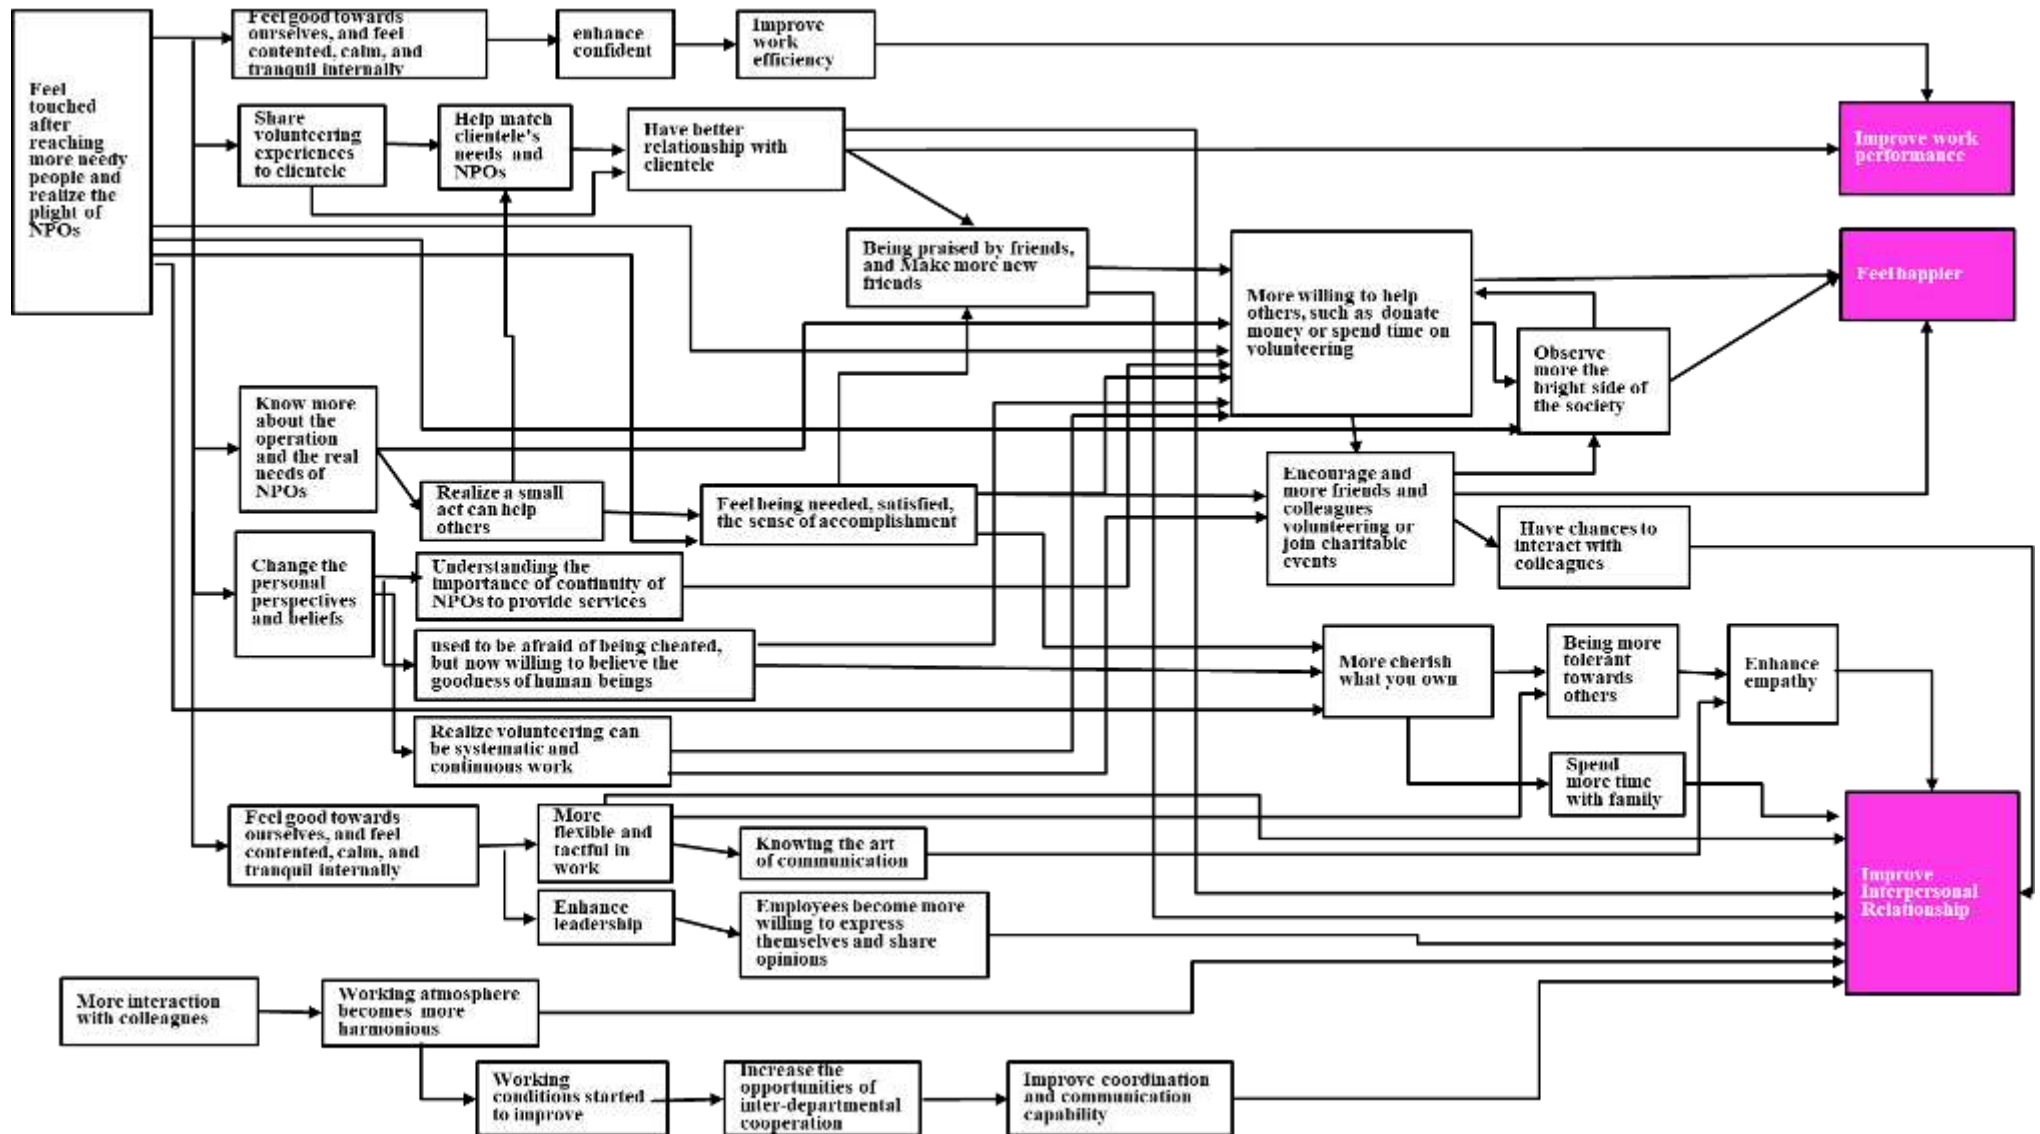 Feel
touched
after
reaching
more needy
people and
realize the
plight of
NPOs
Feel good towards
ourselves, and feel
contented, calm, and
tranquil internally
enhance
confident
Improve
work
efficiency
Share
volunteering
experiences
to clientele
Help match
clientele's
needs and
NPOs
Have better
relationship with
clientele
Improve work
performance
Being praised by friends,
and Make more new
friends
More willing to help
others, such as donate
money or spend time on
volunteering
Feel happier
Observe
more the
bright side of
the society
Know more
about the
operation
and the real
needs of
NPOs
Realize a small
act can help
others
Feel being needed, satisfied,
the sense of accomplishment
Encourage and
more friends and
colleagues
volunteering or
join charitable
events
Have chances to
interact with
colleagues
Change the
personal
perspectives
and beliefs
Understanding the
importance of continuity of
NPOs to provide services
used to be afraid of being cheated,
but now willing to believe the
goodness of human beings
Realize volunteering can
be systematic and
continuous work
More cherish
what you own
Being more
tolerant
towards
others
Enhance
empathy
Spend
more time
with family
Feel good towards
ourselves, and feel
contented, calm, and
tranquil internally
More
flexible and
tactful in
work
Knowing the art
of communication
Enhance
leadership
Employees become more
willing to express
themselves and share
opinions
Improve
Interpersonal
Relationship
More interaction
with colleagues
Working atmosphere
becomes more
harmonious
Working
conditions started
to improve
Increase the
opportunities of
inter-departmental
cooperation
Improve coordination
and communication
capability